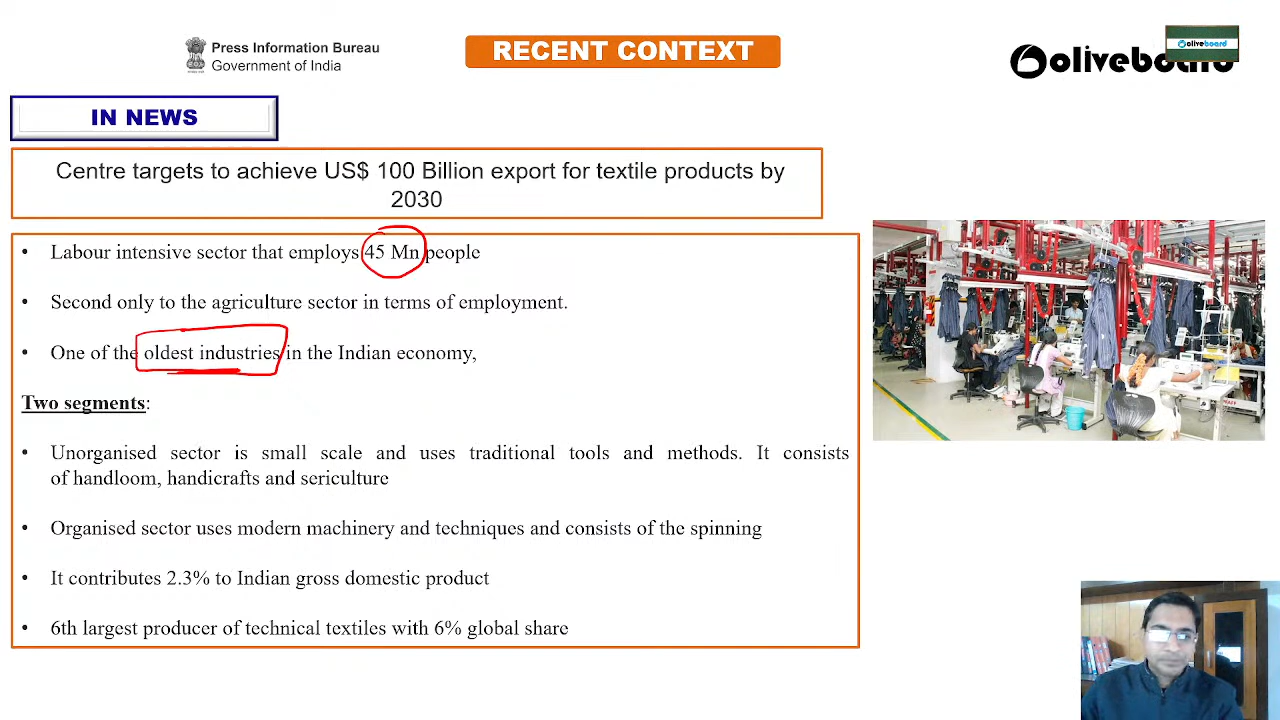 Press Information Bureau
Government of India
RECENT CONTEXT
oliveboard
oliveboard
IN NEWS
Centre targets to achieve US$ 100 Billion export for textile products by
2030
• Labour intensive sector that employs 45 Mn people
• Second only to the agriculture sector in terms of employment.
• One of the oldest industries in the Indian economy,
Two segments:
• Unorganised sector is small scale and uses traditional tools and methods. It consists
of handloom, handicrafts and sericulture
• Organised sector uses modern machinery and techniques and consists of the spinning
• It contributes 2.3% to Indian gross domestic product
• 6th largest producer of technical textiles with 6% global share